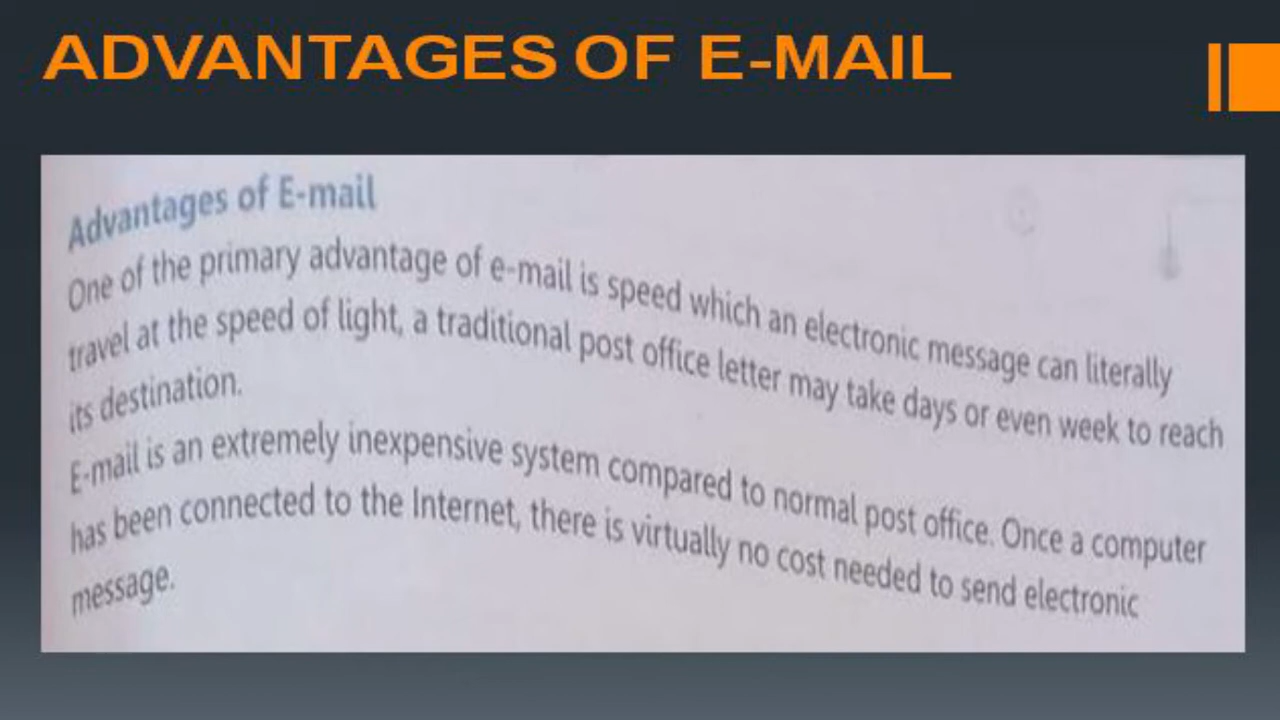 ADVANTAGES OF E-MAIL
Advantages of E-mail
One of the primary advantage of e-mail is speed which an electronic message can literally
travel at the speed of light, a traditional post office letter may take days or even week to reach
its destination.
E-mail is an extremely inexpensive system compared to normal post office. Once a computer
has been connected to the Internet, there is virtually no cost needed to send electronic
message.